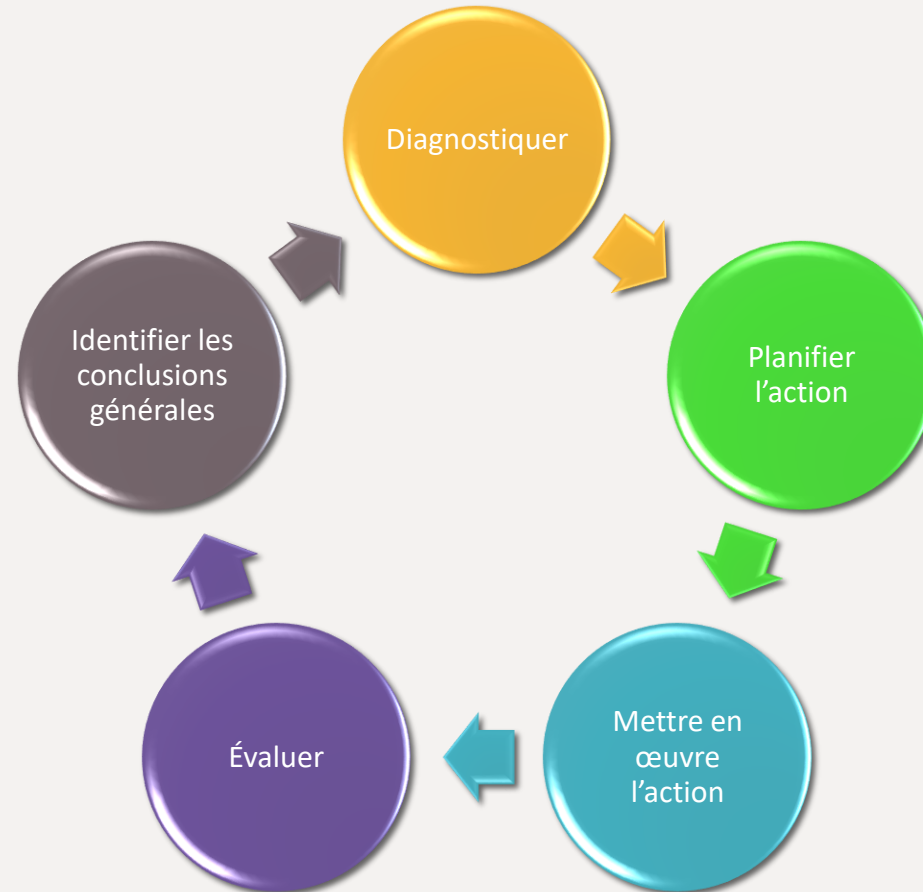 Diagnostiquer
Planifier
l’action
Mettre en
œuvre
l’action
Évaluer
Identifier les
conclusions
générales